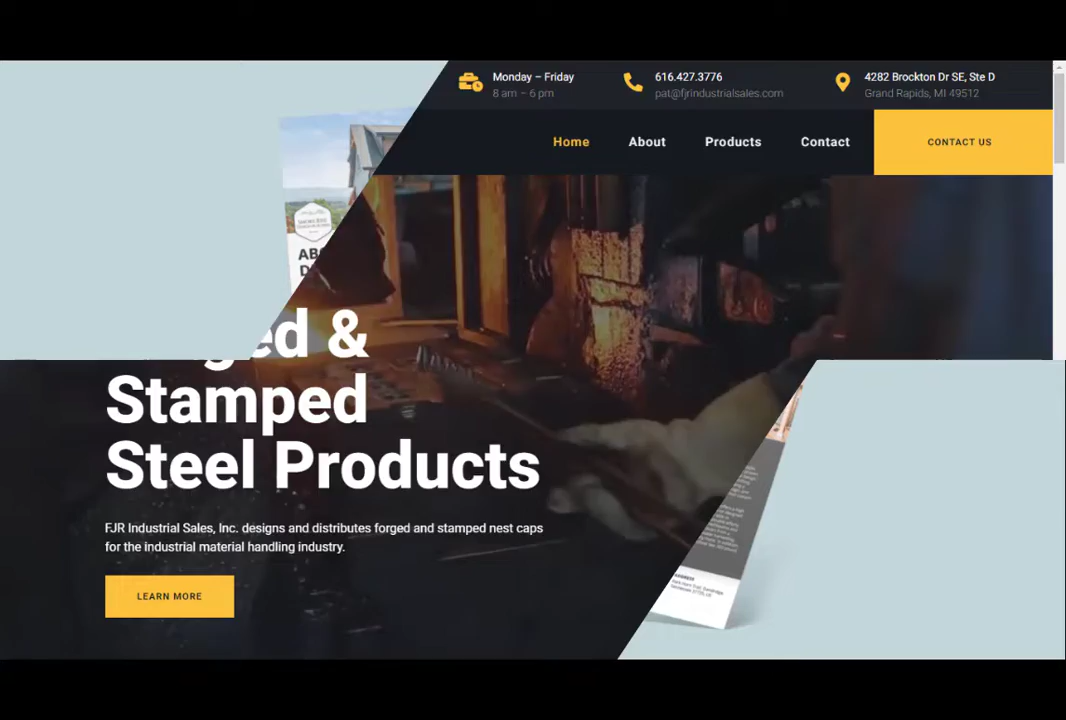 Monday – Friday
8 am – 6 pm
616.427.3776
pat@fjrindustrialsales.com
4282 Brockton Dr SE, Ste D
Grand Rapids, MI 49512
Home
About
Products
Contact
CONTACT US
&
Stamped
Steel Products
FJR Industrial Sales, Inc. designs and distributes forged and stamped nest caps
for the industrial material handling industry.
LEARN MORE